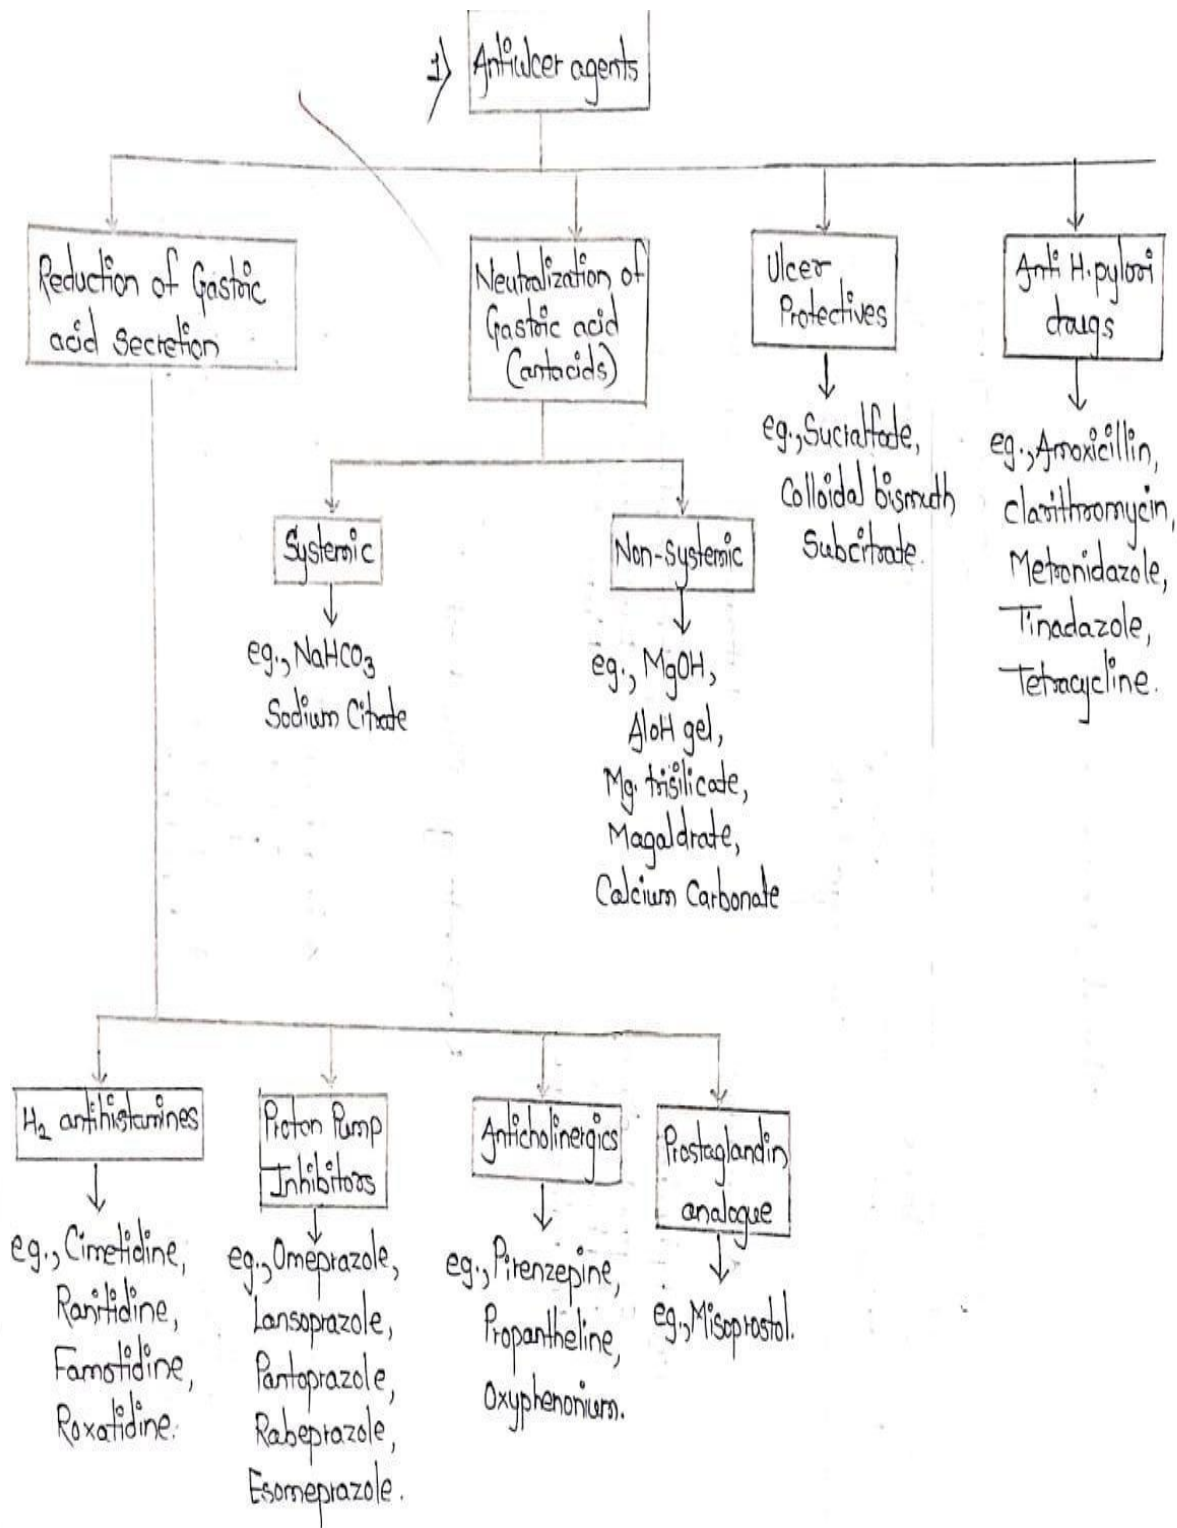 1) Antiulcer agents
Reduction of Gastric
acid secretion
Neutralization of
Gastric acid
(antacids)
Ulcer
Protectives
Anti H.pylori
drugs
eg., Sucralfate,
Colloidal bismuth
Subcitrate.
eg., Amoxicillin,
Clarithromycin,
Metronidazole,
Tinadazole,
Tetracycline.
Systemic
eg., NaHCO₃
Sodium Citrate
Non-systemic
eg., MgOH,
AlOH gel,
Mg. trisilicate,
Magaldrate,
Calcium Carbonate
H₂ antihistamines
eg., Cimetidine,
Ranitidine,
Famotidine,
Roxatidine.
Proton Pump
Inhibitors
eg., Omeprazole,
Lansoprazole,
Pantoprazole,
Rabeprazole,
Esomeprazole.
Anticholinergics
eg., Pirenzepine,
Propantheline,
Oxyphenonium.
Prostaglandin
analogue
eg., Misoprostol.